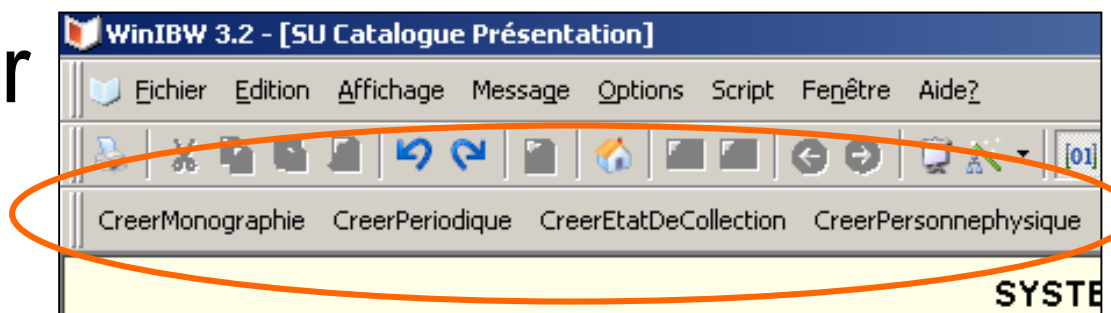 r
WinIBW 3.2 - [SU Catalogue Présentation]
Fichier Edition Affichage Message Options Script Fenêtre Aide?
[01]
CreerMonographie CreerPeriodique CreerEtatDeCollection CreerPersonnephysique
SYSTE